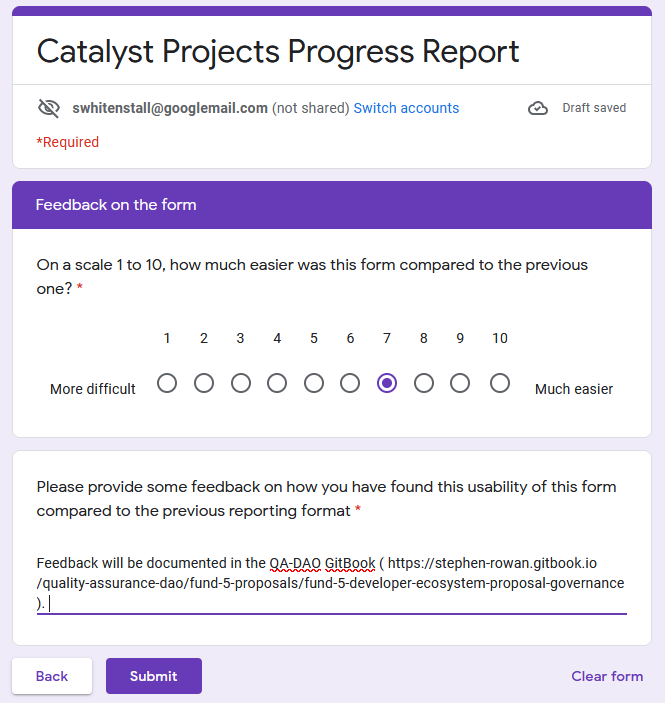 Catalyst Projects Progress Report
swhitenstall@googlemail.com (not shared) Switch accounts
Draft saved
*Required
Feedback on the form
On a scale 1 to 10, how much easier was this form compared to the previous
one? *
1 2 3 4 5 6 7 8 9 10
More difficult
Much easier
Please provide some feedback on how you have found this usability of this form
compared to the previous reporting format *
Feedback will be documented in the QA-DAO GitBook ( https://stephen-rowan.gitbook.io
/quality-assurance-dao/fund-5-proposals/fund-5-developer-ecosystem-proposal-governance
).
Back
Submit
Clear form